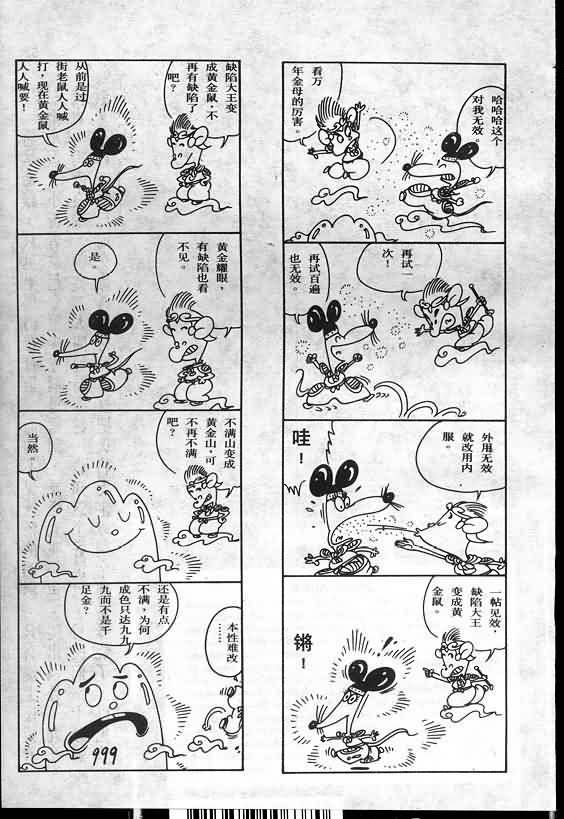 看万
年金母的厉害
哈哈哈这个
对我无效
再试一
次！
再试百遍
也无效。
外用无效
就改用内
服。
哇！
一帖见效，
缺陷大王
变成黄
金鼠。
锵！
缺陷大王变
成黄金鼠，不
再有缺陷了
吧？
从前是过
街老鼠人人喊
打，现在黄金鼠
人人喊要！
黄金耀眼，
有缺陷也看
不见。
是。
不满山变成
黄金山，可
不再不满
吧？
当然。
还是有点
不满，为何
成色只达九九
九而不是千
足金？
999
本性难改
……